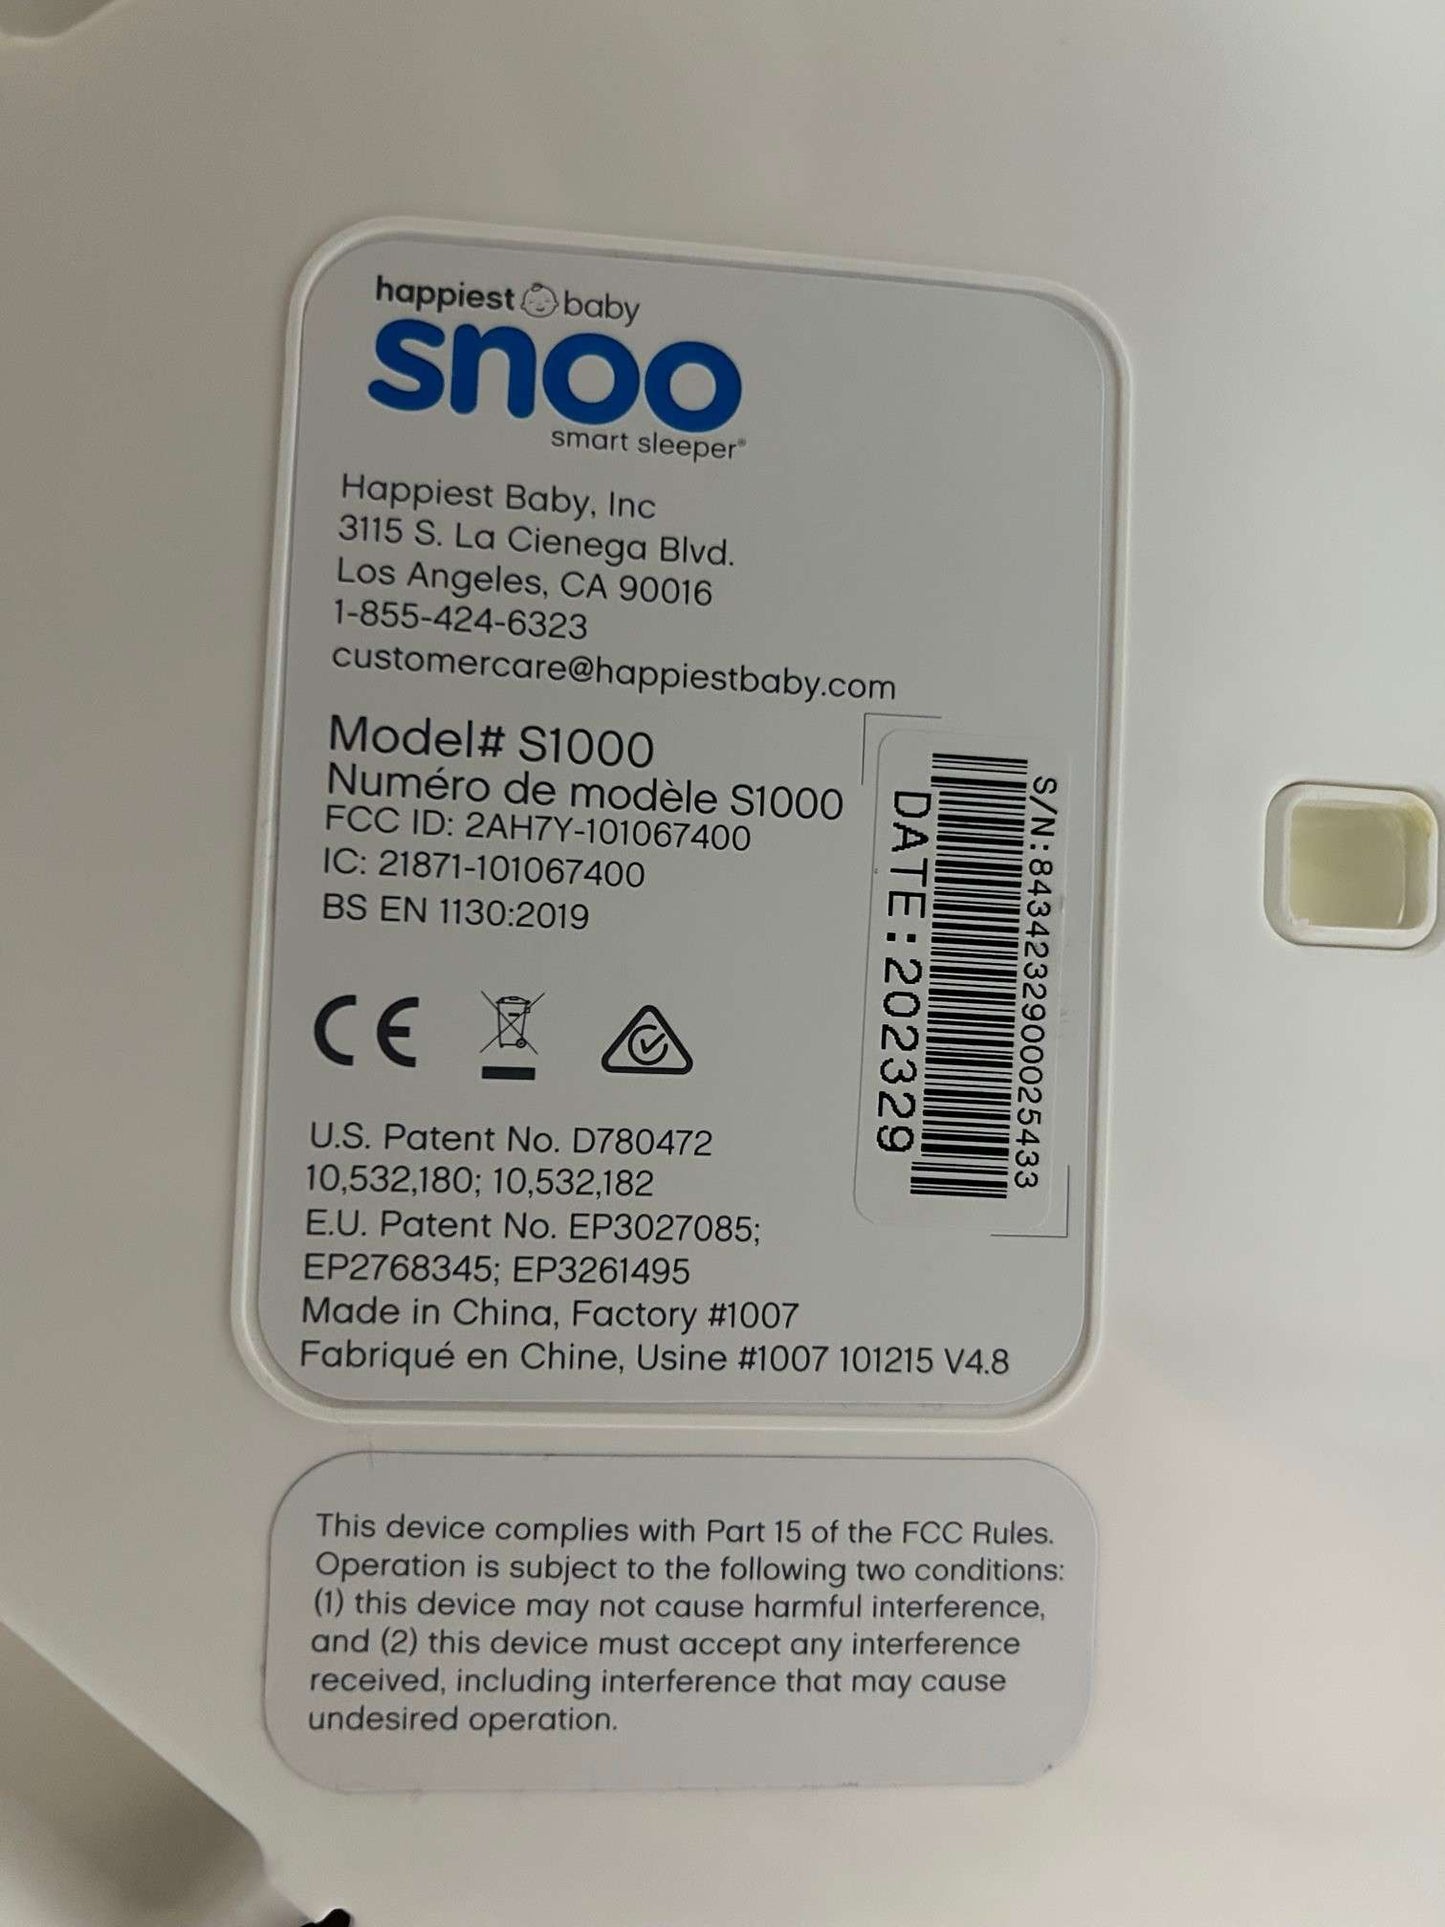 happiest baby
snoo
smart sleeper®
Happiest Baby, Inc
3115 S. La Cienega Blvd.
Los Angeles, CA 90016
1-855-424-6323
customercare@happiestbaby.com
Model# S1000
Numéro de modèle S1000
FCC ID: 2AH7Y-101067400
IC: 21871-101067400
BS EN 1130:2019
CE
S/N:8434232900025433
DATE:202329
U.S. Patent No. D780472
10,532,180; 10,532,182
E.U. Patent No. EP3027085;
EP2768345; EP3261495
Made in China, Factory #1007
Fabriqué en Chine, Usine #1007 101215 V4.8
This device complies with Part 15 of the FCC Rules.
Operation is subject to the following two conditions:
(1) this device may not cause harmful interference,
and (2) this device must accept any interference
received, including interference that may cause
undesired operation.